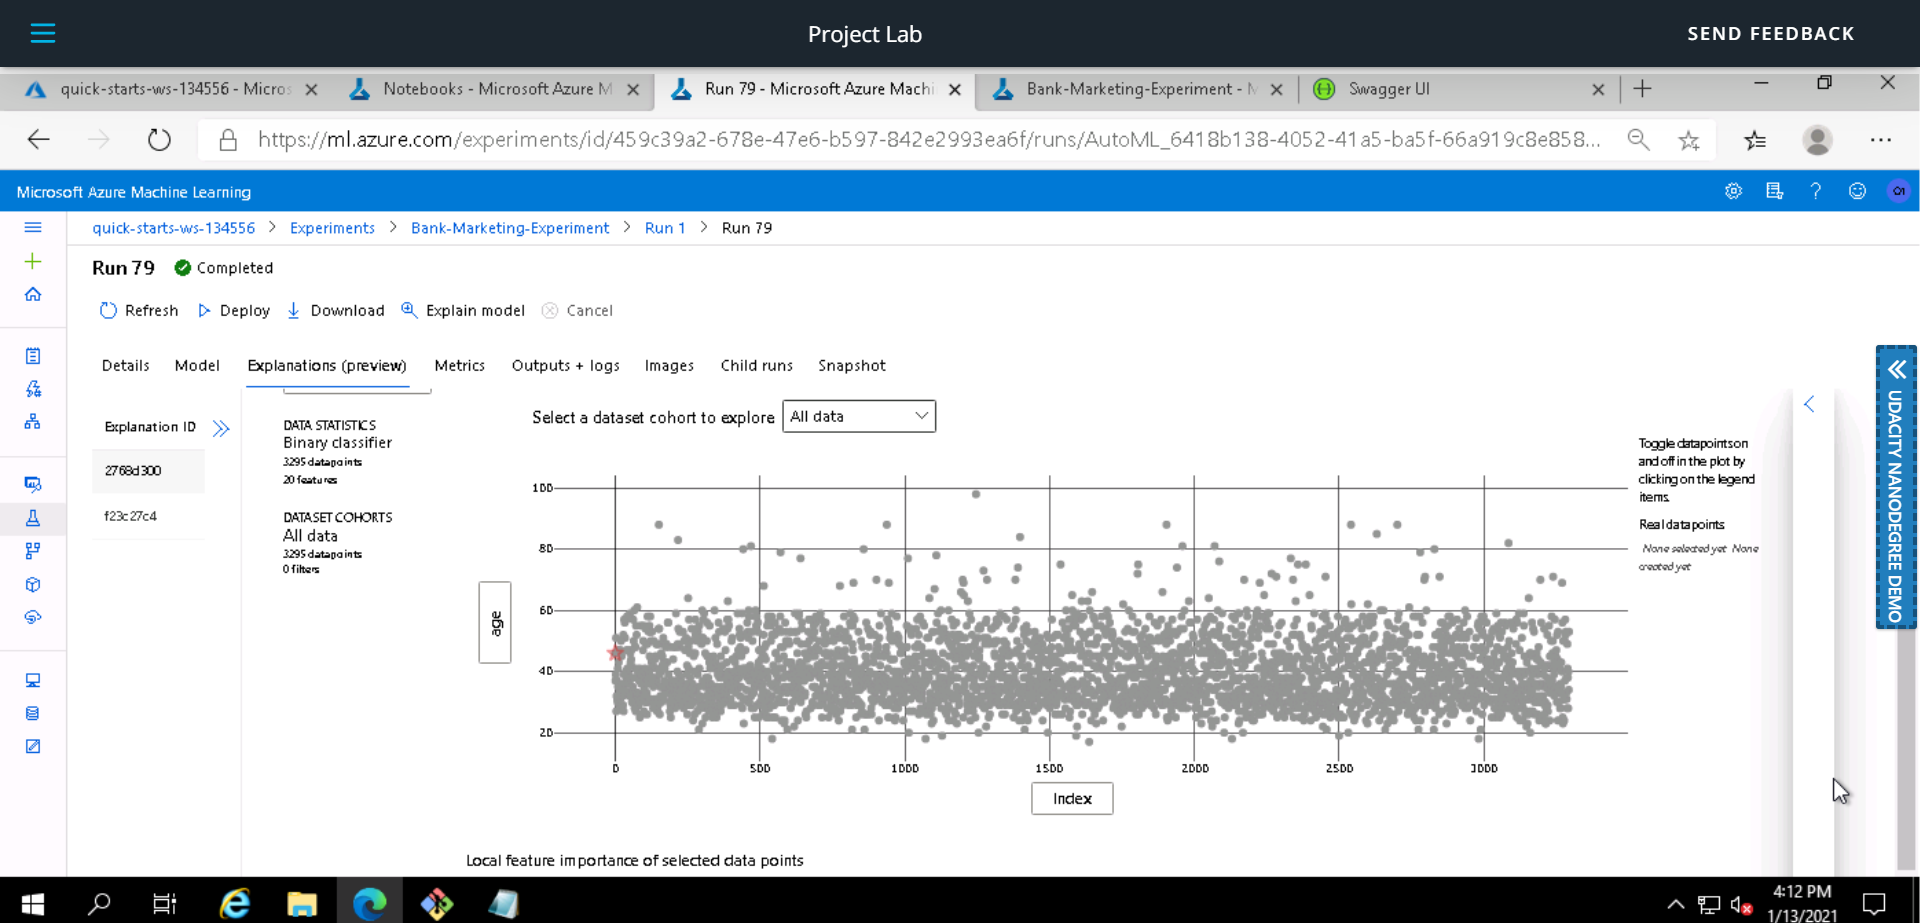 Project Lab
SEND FEEDBACK
quick-starts-ws-134556 - Micros
Notebooks - Microsoft Azure M
Run 79 - Microsoft Azure Machi
Bank-Marketing-Experiment - M
Swagger UI
https://ml.azure.com/experiments/id/459c39a2-678e-47e6-b597-842e2993ea6f/runs/AutoML_6418b138-4052-41a5-ba5f-66a919c8e858...
Microsoft Azure Machine Learning
quick-starts-ws-134556 > Experiments > Bank-Marketing-Experiment > Run 1 > Run 79
Run 79 Completed
Refresh Deploy Download Explain model Cancel
Details Model Explanations (preview) Metrics Outputs + logs Images Child runs Snapshot
Explanation ID
2768d300
f23c27c4
DATA STATISTICS
Binary classifier
3295 datapoints
20 features
DATASET COHORTS
All data
3295 datapoints
0 filters
Select a dataset cohort to explore All data
100
80
60
40
20
age
0 500 1000 1500 2000 2500 3000
Index
Toggle datapoints on
and off in the plot by
clicking on the legend
items.
Real datapoints
None selected yet None
created yet
UDACITY NANODEGREE DEMO
Local feature importance of selected data points
4:12 PM
1/13/2021